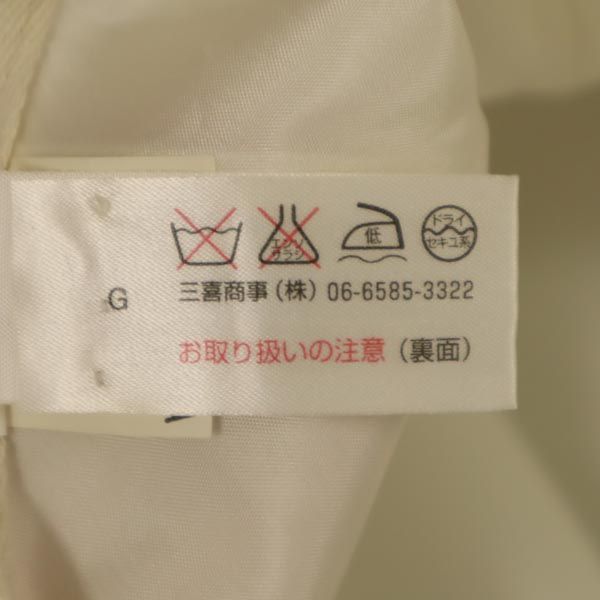 エンソ
サラシ
低
ドライ
セキユ系
G
三喜商事(株) 06-6585-3322
お取り扱いの注意(裏面)